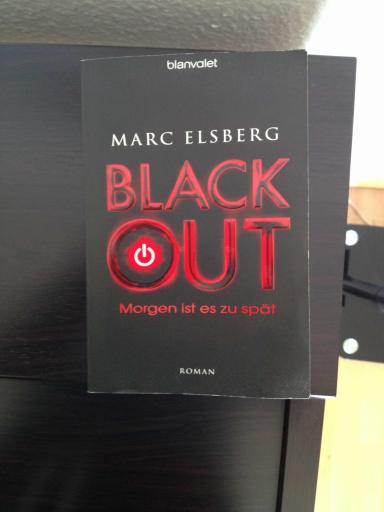 blanvalet
MARC ELSBERG
BLACK
OUT
Morgen ist es zu spät
ROMAN